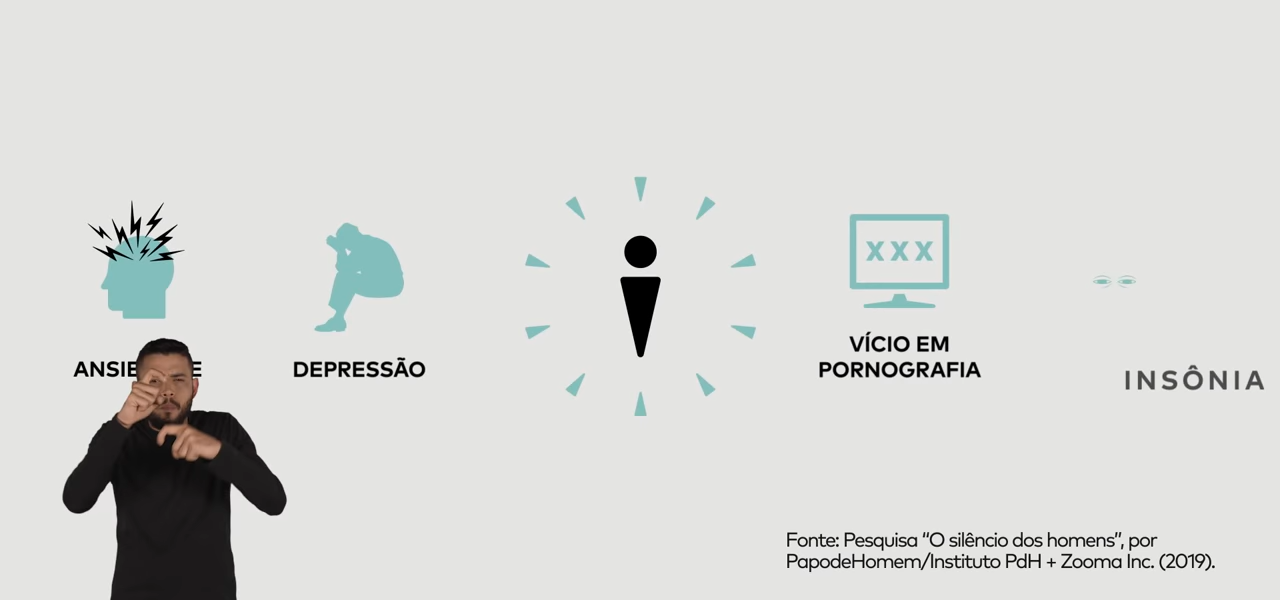 XXX
VÍCIO EM
PORNOGRAFIA
DEPRESSÃO
INSÔNIA
Fonte: Pesquisa “O silêncio dos homens”, por
PapodeHomem/Instituto PdH + Zooma Inc. (2019).